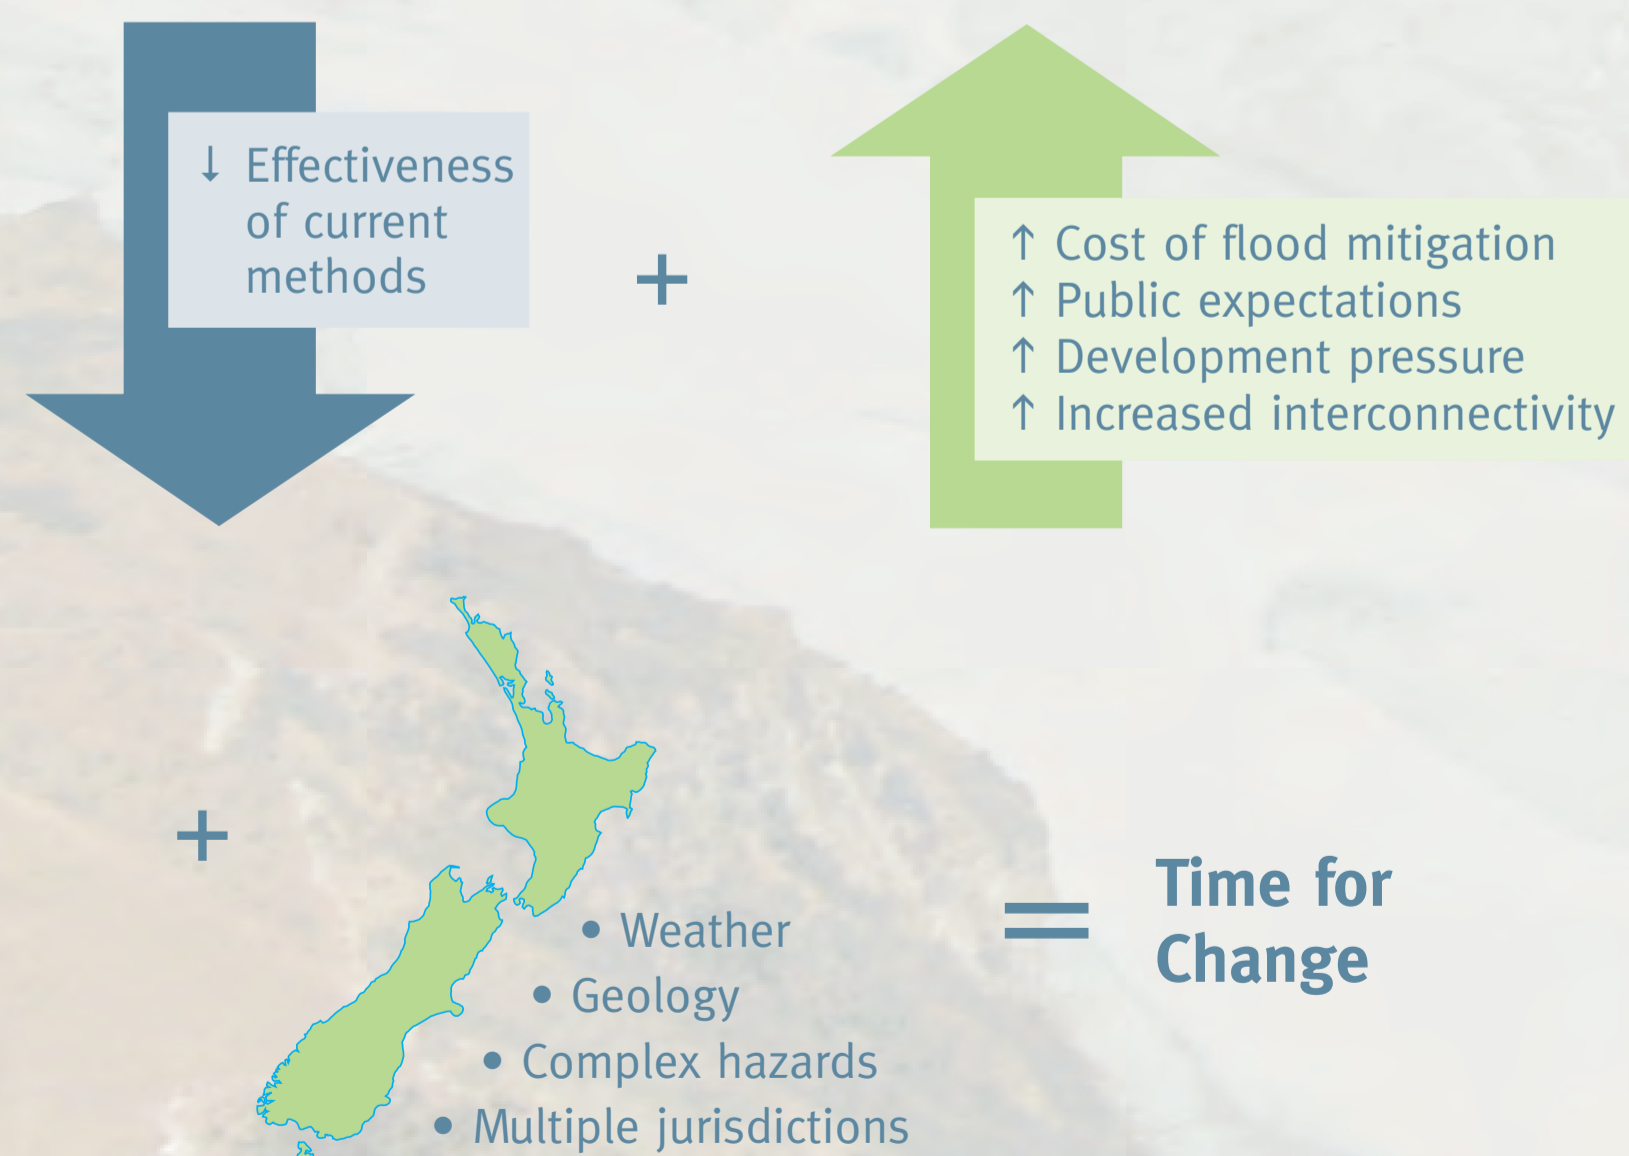 ↓ Effectiveness
of current
methods
+
↑ Cost of flood mitigation
↑ Public expectations
↑ Development pressure
↑ Increased interconnectivity
+
• Weather
• Geology
• Complex hazards
• Multiple jurisdictions
=
Time for
Change